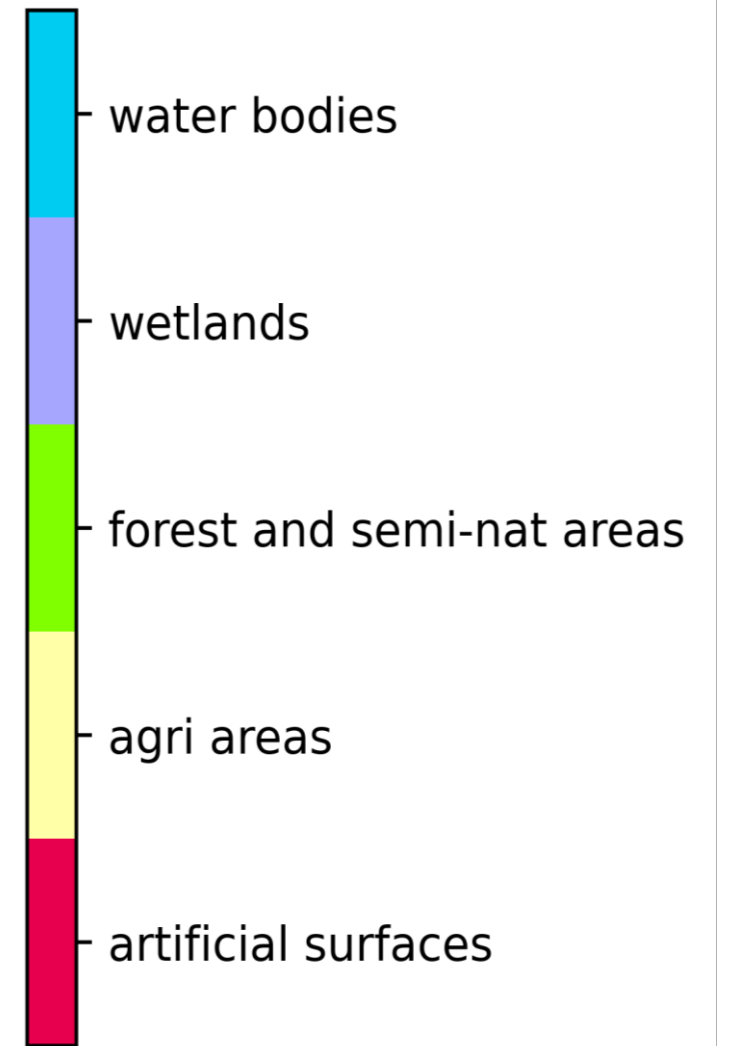 water bodies
wetlands
forest and semi-nat areas
agri areas
artificial surfaces